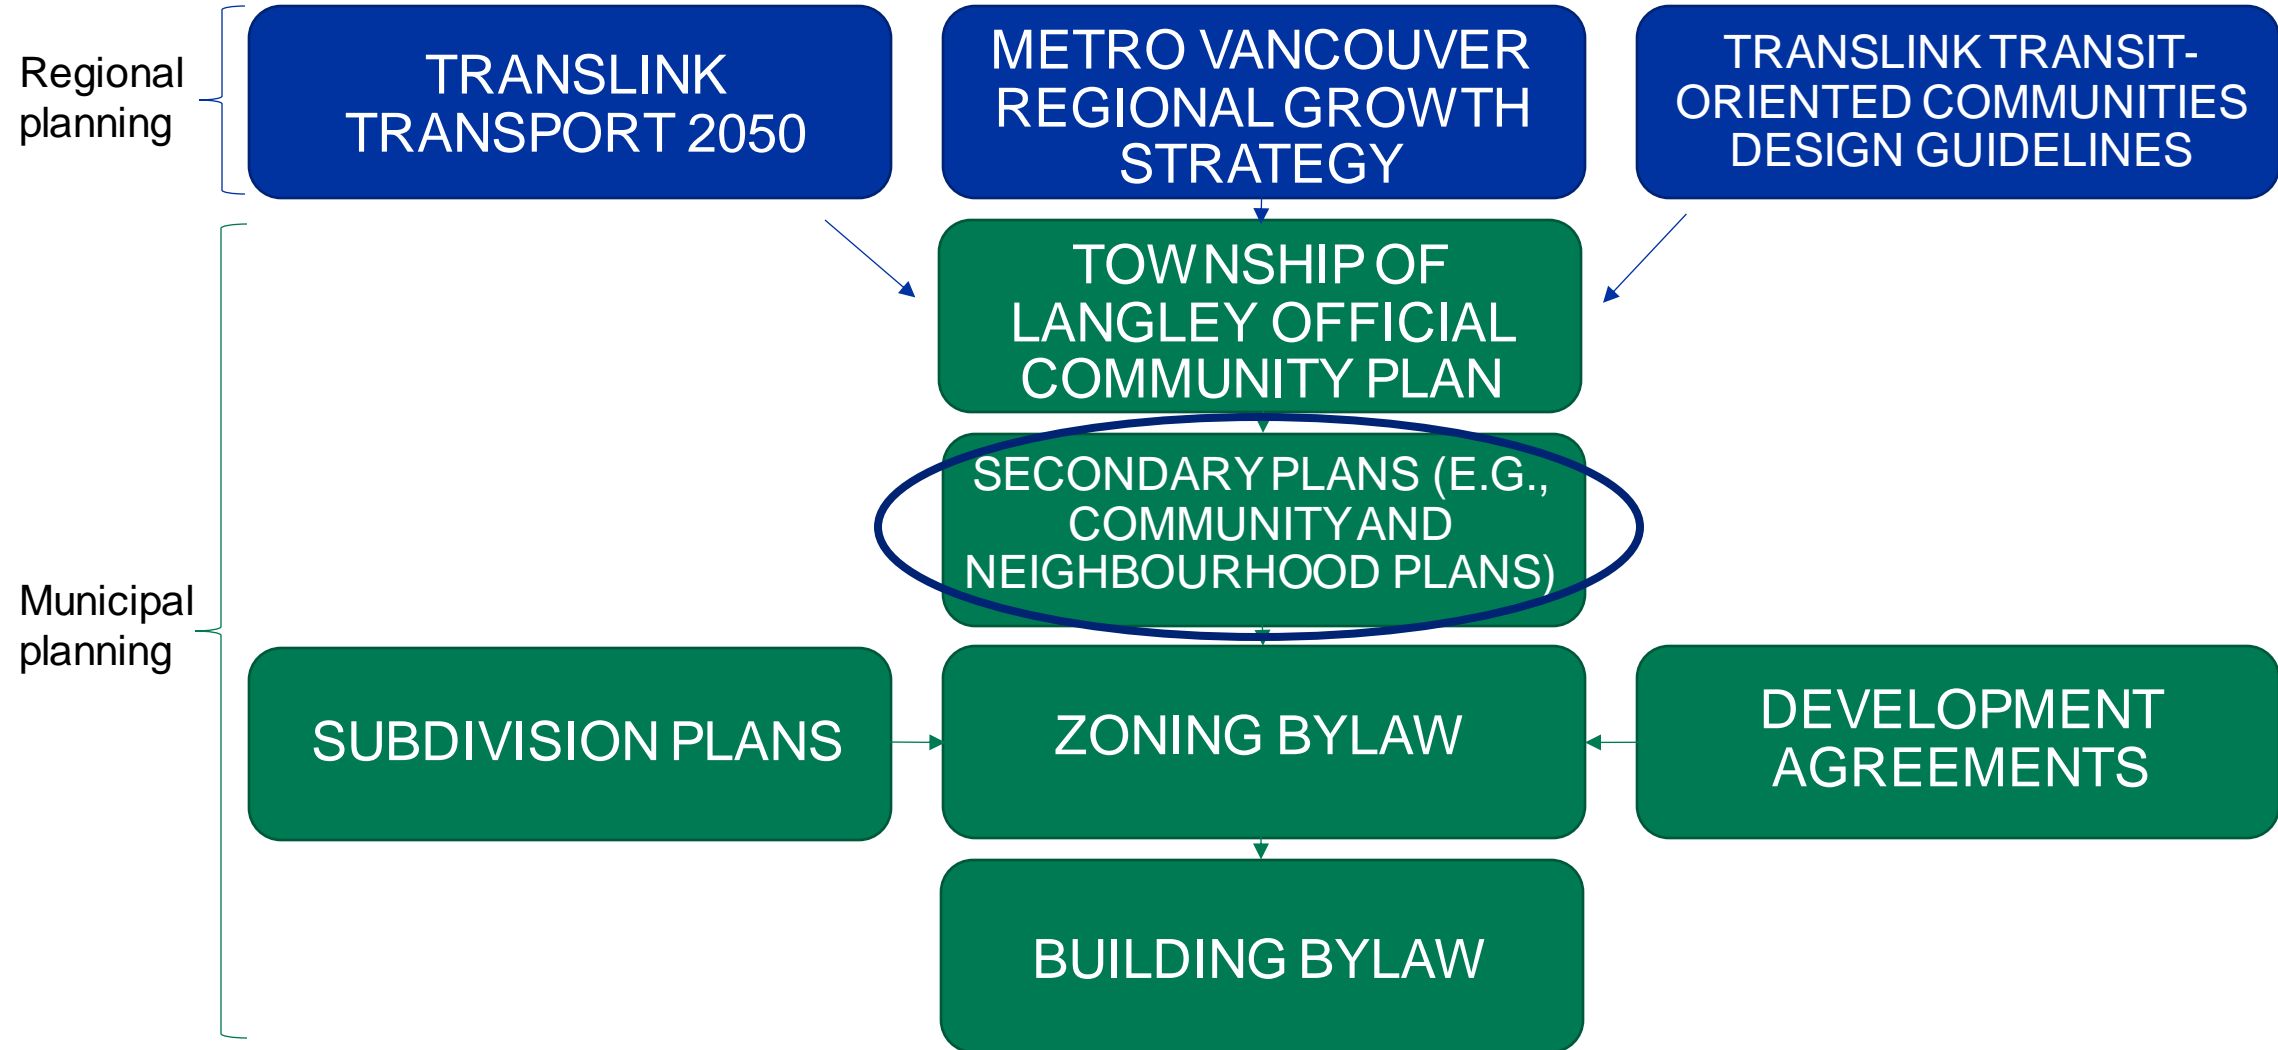 Regional
planning
TRANSLINK
TRANSPORT 2050
METRO VANCOUVER
REGIONAL GROWTH
STRATEGY
TRANSLINK TRANSIT-
ORIENTED COMMUNITIES
DESIGN GUIDELINES
TOWNSHIP OF
LANGLEY OFFICIAL
COMMUNITY PLAN
SECONDARY PLANS (E.G.,
COMMUNITY AND
NEIGHBOURHOOD PLANS)
Municipal
planning
SUBDIVISION PLANS
ZONING BYLAW
DEVELOPMENT
AGREEMENTS
BUILDING BYLAW